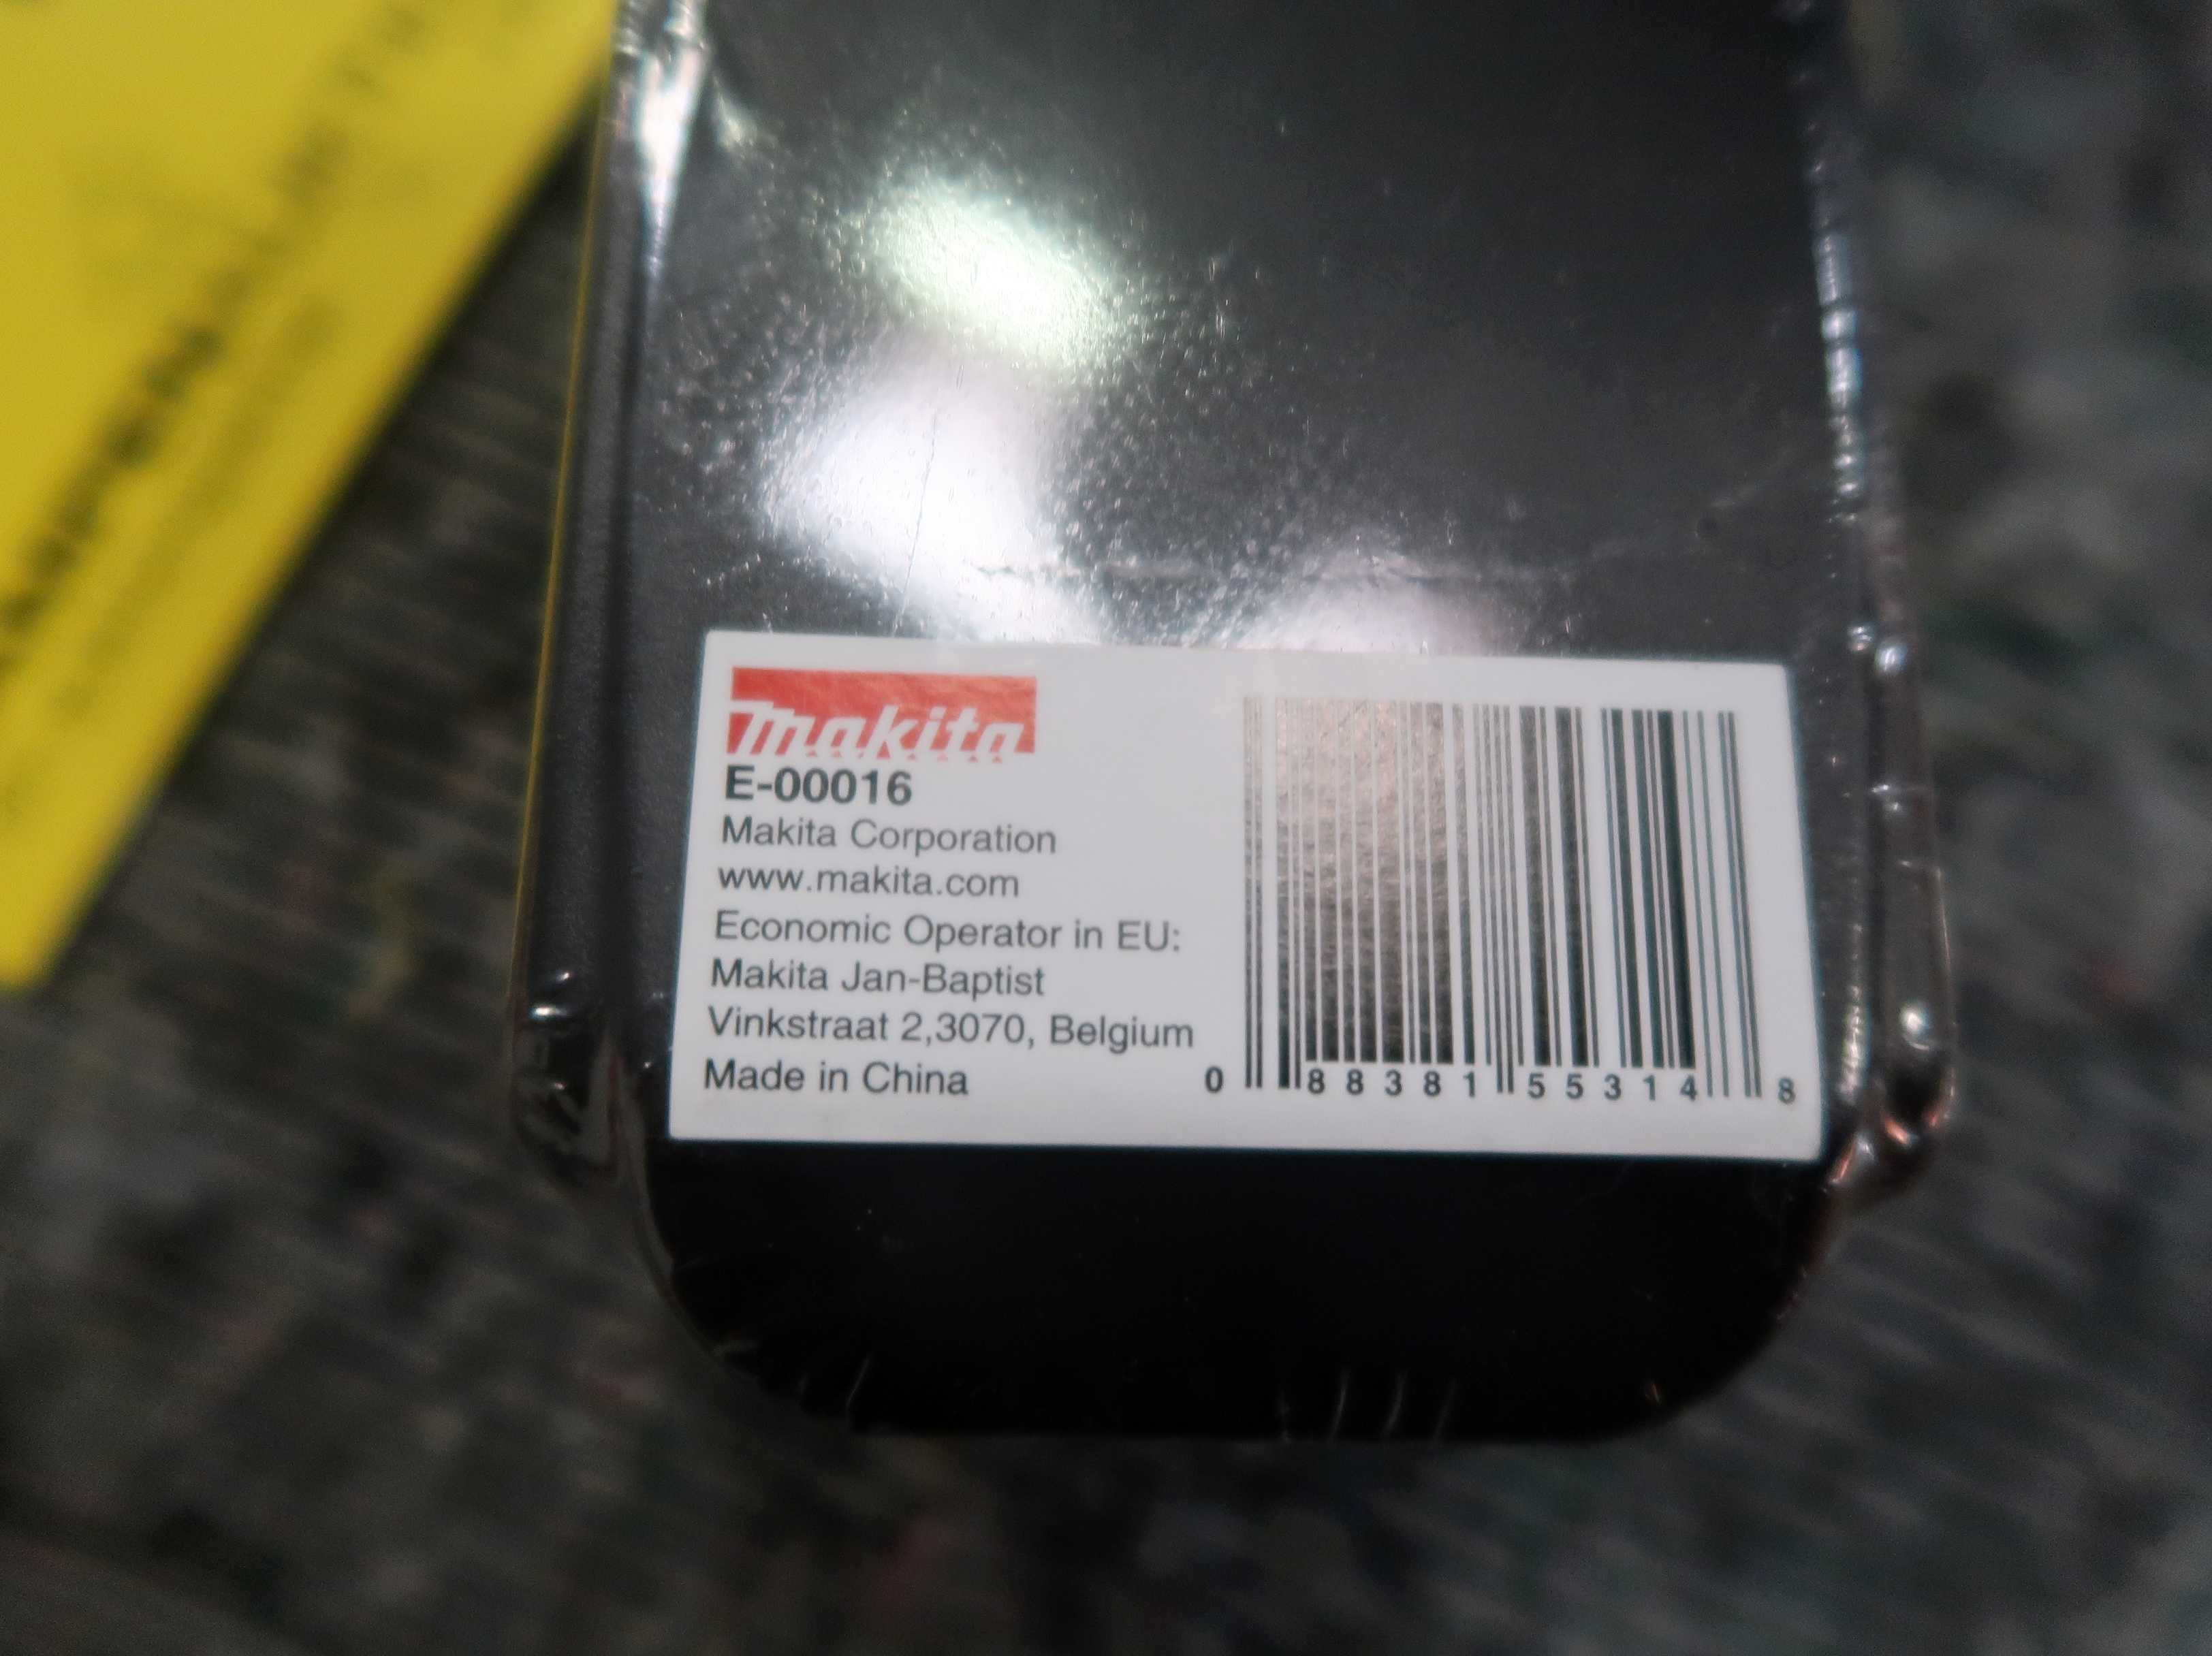 makita
E-00016
Makita Corporation
www.makita.com
Economic Operator in EU:
Makita Jan-Baptist
Vinkstraat 2,3070, Belgium
Made in China
0 88381 55314 8